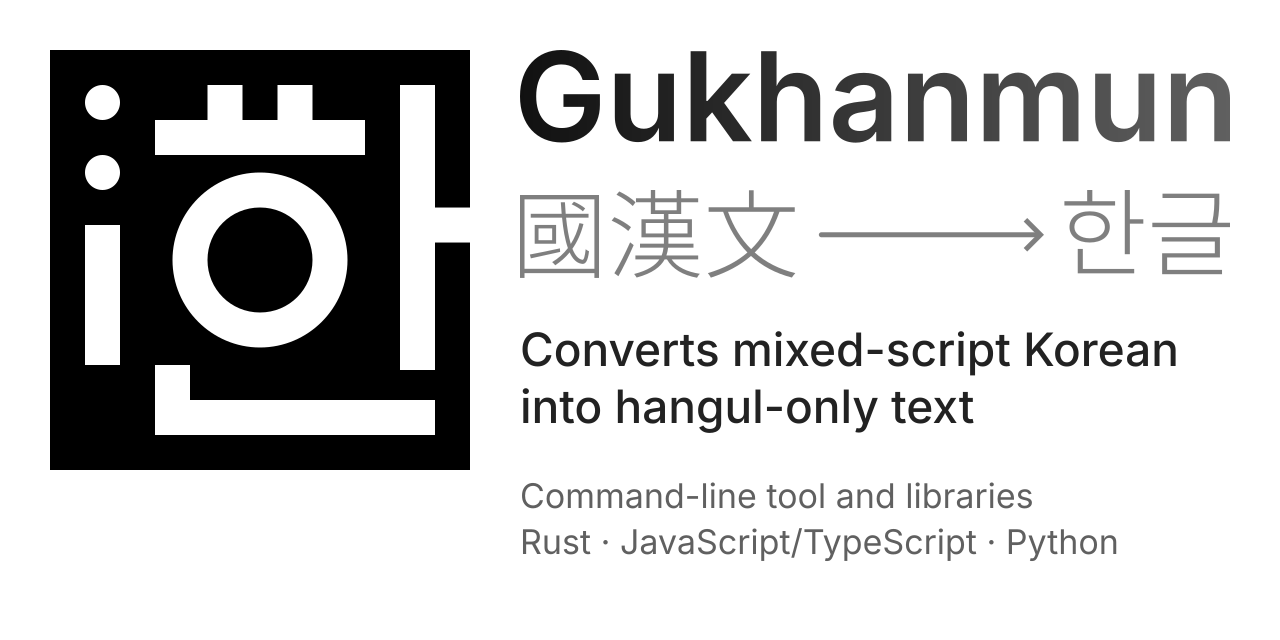 한
Gukhanmun
國漢文 → 한글
Converts mixed-script Korean
into hangul-only text
Command-line tool and libraries
Rust · JavaScript/TypeScript · Python